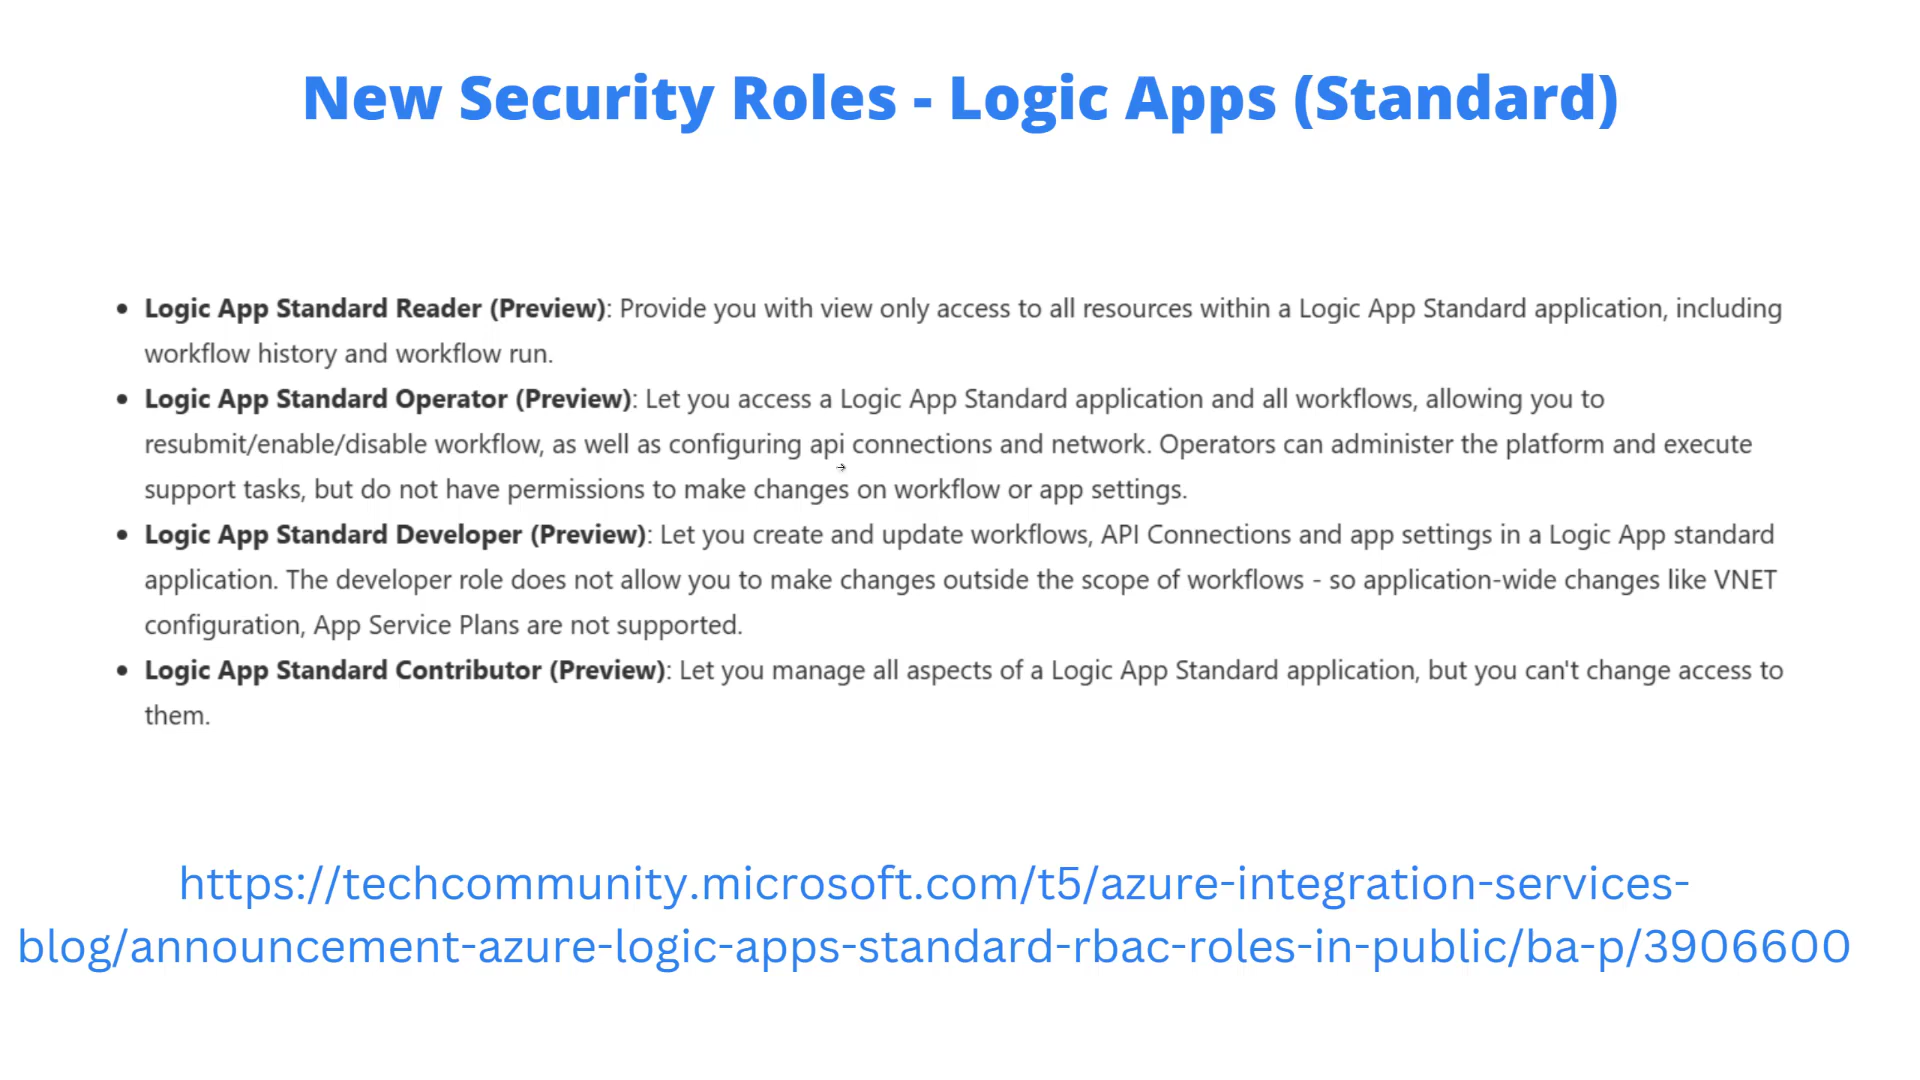 New Security Roles - Logic Apps (Standard)
• Logic App Standard Reader (Preview): Provide you with view only access to all resources within a Logic App Standard application, including
workflow history and workflow run.
• Logic App Standard Operator (Preview): Let you access a Logic App Standard application and all workflows, allowing you to
resubmit/enable/disable workflow, as well as configuring api connections and network. Operators can administer the platform and execute
support tasks, but do not have permissions to make changes on workflow or app settings.
• Logic App Standard Developer (Preview): Let you create and update workflows, API Connections and app settings in a Logic App standard
application. The developer role does not allow you to make changes outside the scope of workflows - so application-wide changes like VNET
configuration, App Service Plans are not supported.
• Logic App Standard Contributor (Preview): Let you manage all aspects of a Logic App Standard application, but you can't change access to
them.
https://techcommunity.microsoft.com/t5/azure-integration-services-
blog/announcement-azure-logic-apps-standard-rbac-roles-in-public/ba-p/3906600